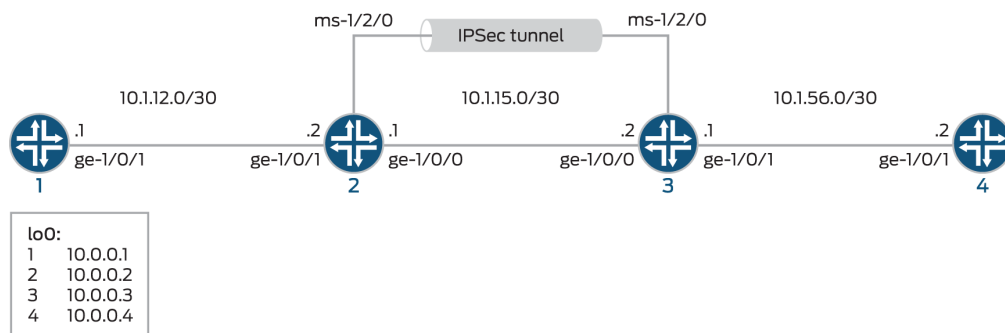 ms-1/2/0 IPSec tunnel ms-1/2/0
10.1.12.0/30 10.1.15.0/30 10.1.56.0/30
.1 .2 .1 .2 .1 .2
ge-1/0/1 ge-1/0/1 ge-1/0/0 ge-1/0/0 ge-1/0/1 ge-1/0/1
1 2 3 4
lo0:
1 10.0.0.1
2 10.0.0.2
3 10.0.0.3
4 10.0.0.4